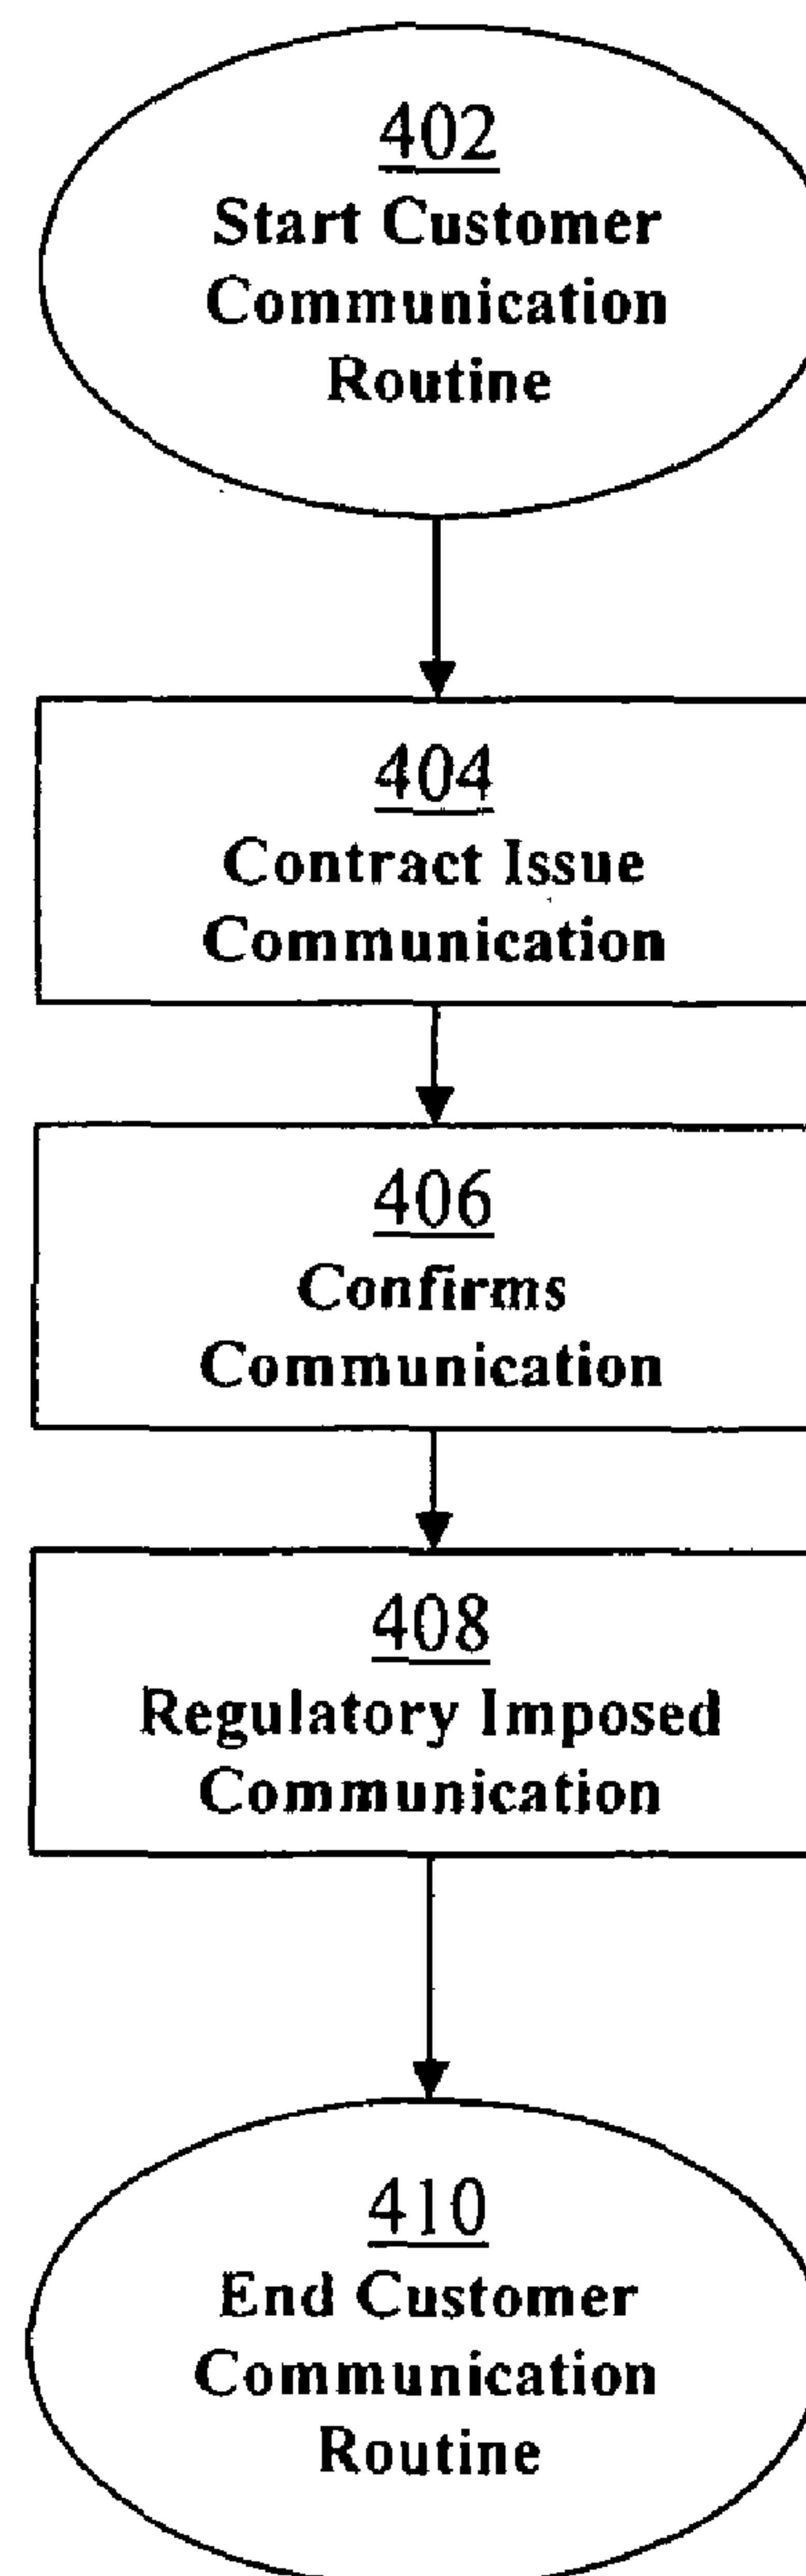 402
Start Customer
Communication
Routine
404
Contract Issue
Communication
406
Confirms
Communication
408
Regulatory Imposed
Communication
410
End Customer
Communication
Routine